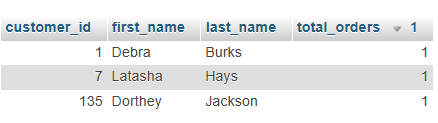 customer_id first_name last_name total_orders 1
1 Debra Burks 1
7 Latasha Hays 1
135 Dorthey Jackson 1